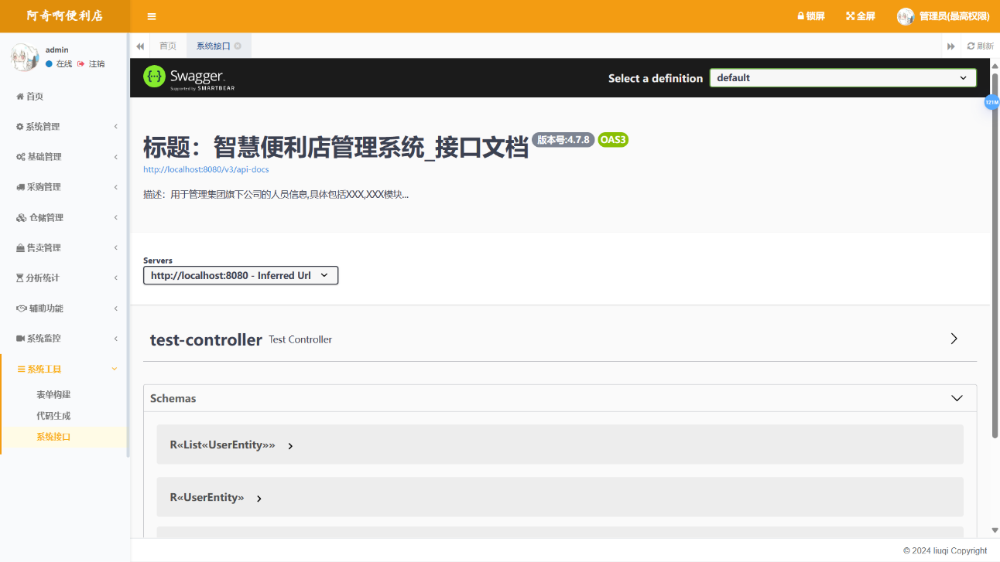 阿奇啊便利店
锁屏 全屏 管理员(最高权限)
admin
在线 注销
首页
系统管理
基础管理
采购管理
仓储管理
售卖管理
分析统计
辅助功能
系统监控
系统工具
表单构建
代码生成
系统接口
首页 系统接口 刷新
Swagger
Supported by SMARTBEAR
Select a definition default
121M
标题：智慧便利店管理系统_接口文档 版本号:4.7.8 OAS3
http://localhost:8080/v3/api-docs
描述：用于管理集团旗下公司的人员信息,具体包括XXX,XXX模块...
Servers
http://localhost:8080 - Inferred Url
test-controller Test Controller
Schemas
R«List«UserEntity»»
R«UserEntity»
© 2024 liuqi Copyright